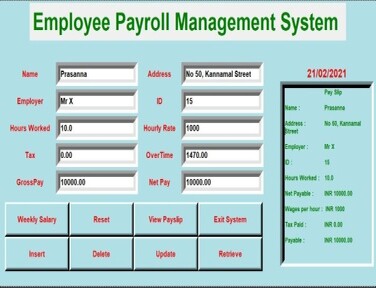 Employee Payroll Management System
Name Prasanna Address No 50, Kannamal Street
Employer Mr X ID 15
Hours Worked 10.0 Hourly Rate 1000
Tax 0.00 OverTime 1470.00
GrossPay 10000.00 Net Pay 10000.00
Weekly Salary Reset View Payslip Exit System
Insert Delete Update Retrieve
21/02/2021
Pay Slip
Name : Prasanna
Address : No 50, Kannamal
Street
Employer : Mr X
ID : 15
Hours Worked : 10.0
Net Payable : INR 10000.00
Wages per hour : INR 1000
Tax Paid : INR 0.00
Payable : INR 10000.00